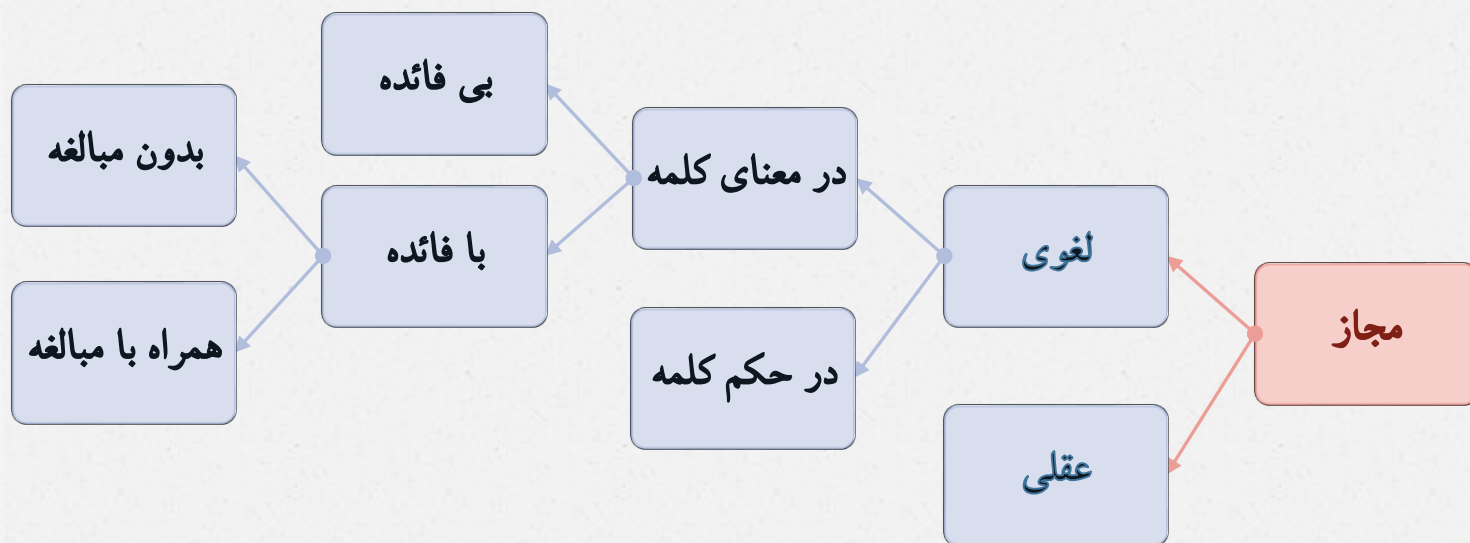 مجاز
لغوی
عقلی
در معنای کلمه
در حکم کلمه
بی فائده
با فائده
بدون مبالغه
همراه با مبالغه